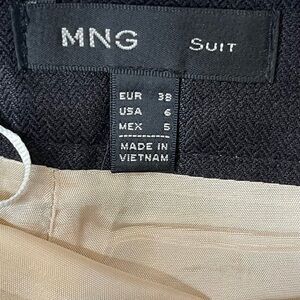 MNG SUIT
EUR 38
USA 6
MEX 5
MADE IN
VIETNAM